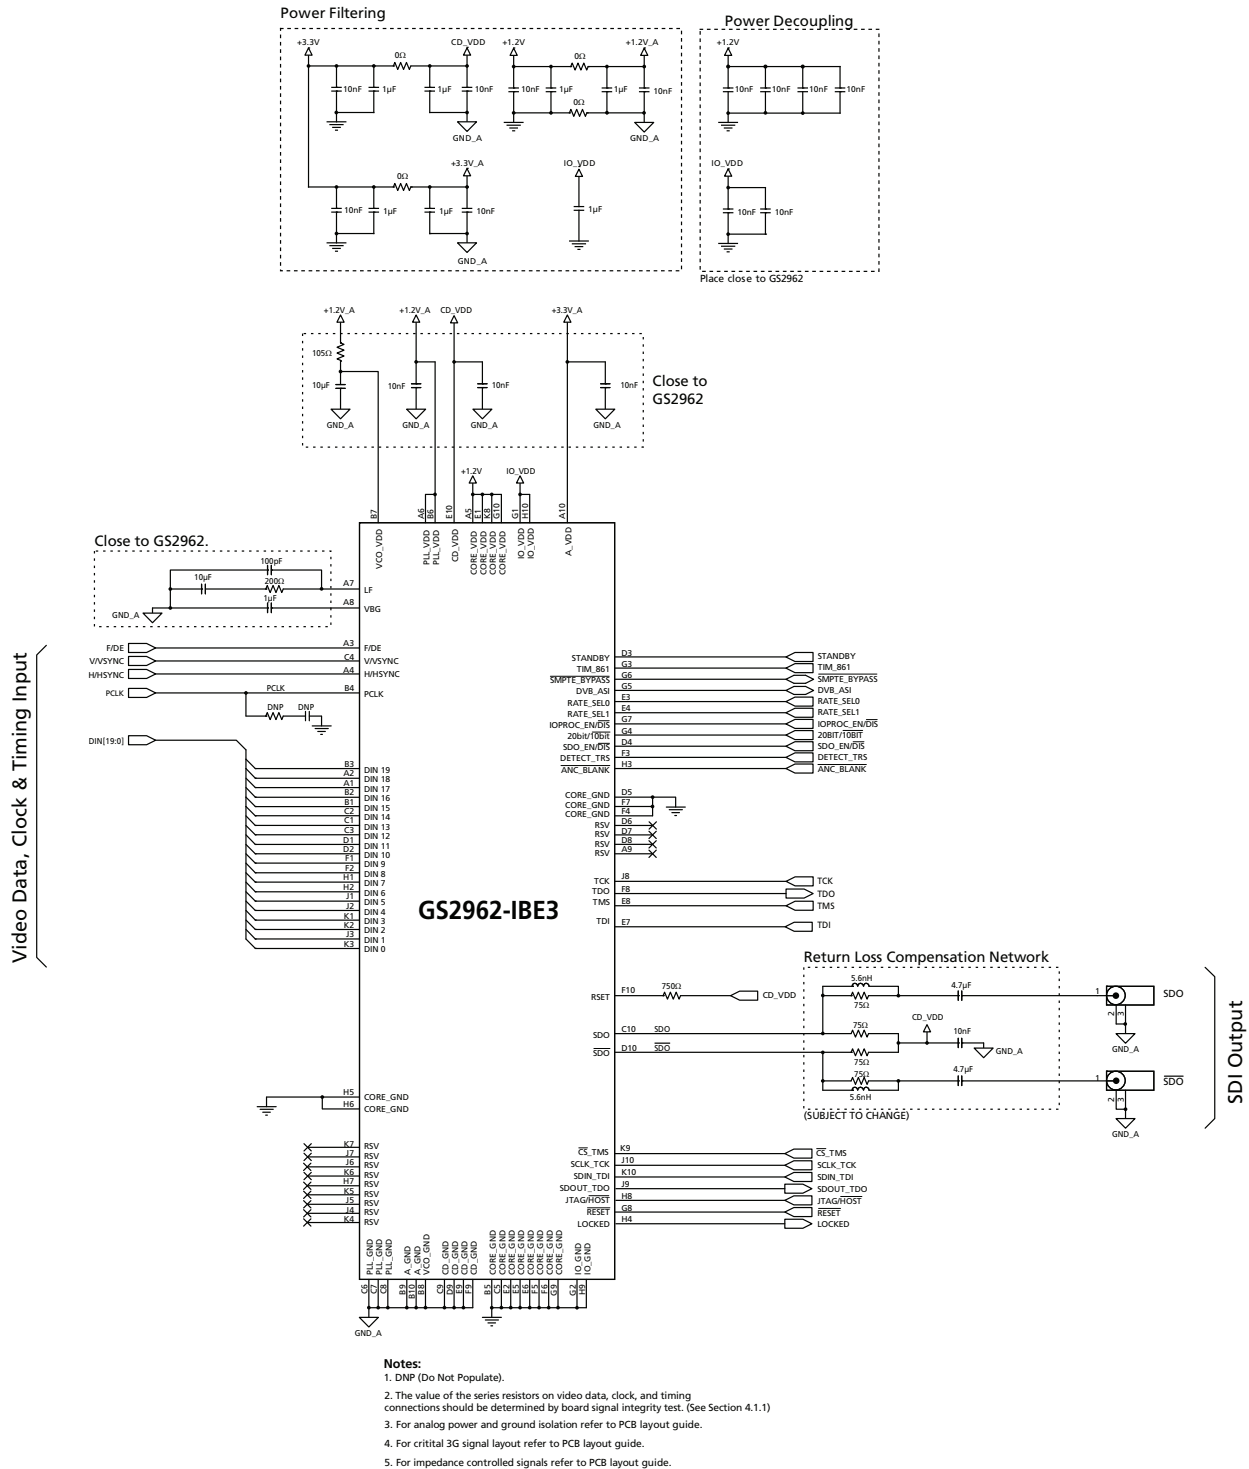 Power Filtering
Power Decoupling
+3.3V
CD_VDD
+1.2V
+1.2V_A
+1.2V
0Ω
0Ω
10nF
1µF
1µF
10nF
10nF
1µF
1µF
10nF
10nF
10nF
10nF
10nF
0Ω
GND_A
GND_A
+3.3V_A
IO_VDD
IO_VDD
0Ω
10nF
1µF
1µF
10nF
1µF
10nF
10nF
GND_A
Place close to GS2962
+1.2V_A
+1.2V_A
CD_VDD
+3.3V_A
105Ω
10µF
10nF
10nF
10nF
Close to
GS2962
GND_A
GND_A
GND_A
GND_A
+1.2V
IO_VDD
B7
A6
B6
E10
A5
E1
K8
G10
G1
H10
A10
VCO_VDD
PLL_VDD
PLL_VDD
CD_VDD
CORE_VDD
CORE_VDD
CORE_VDD
CORE_VDD
IO_VDD
IO_VDD
A_VDD
Close to GS2962.
100pF
10µF
200Ω
1µF
GND_A
A7
LF
A8
VBG
Video Data, Clock & Timing Input
F/DE
A3
F/DE
V/VSYNC
C4
V/VSYNC
H/HSYNC
A4
H/HSYNC
PCLK
PCLK
B4
PCLK
DNP
DNP
DIN[19:0]
B3 DIN 19
A2 DIN 18
A1 DIN 17
B2 DIN 16
B1 DIN 15
C2 DIN 14
C1 DIN 13
C3 DIN 12
D1 DIN 11
D2 DIN 10
F1 DIN 9
F2 DIN 8
H1 DIN 7
H2 DIN 6
J1 DIN 5
J2 DIN 4
K1 DIN 3
K2 DIN 2
J3 DIN 1
K3 DIN 0
GS2962-IBE3
STANDBY D3 STANDBY
TIM_861 G3 TIM_861
SMPTE_BYPASS G6 SMPTE_BYPASS
DVB_ASI G5 DVB_ASI
RATE_SEL0 E3 RATE_SEL0
RATE_SEL1 E4 RATE_SEL1
IOPROC_EN/DIS G7 IOPROC_EN/DIS
20bit/10bit G4 20BIT/10BIT
SDO_EN/DIS D4 SDO_EN/DIS
DETECT_TRS F3 DETECT_TRS
ANC_BLANK H3 ANC_BLANK
CORE_GND D5
CORE_GND F7
CORE_GND F4
RSV D6
RSV D7
RSV D8
RSV A9
TCK J8 TCK
TDO F8 TDO
TMS E8 TMS
TDI E7 TDI
RSET F10 750Ω CD_VDD
SDO C10 SDO
SDO D10 SDO
Return Loss Compensation Network
5.6nH
75Ω
4.7µF
75Ω
CD_VDD
10nF
GND_A
75Ω
75Ω
4.7µF
5.6nH
(SUBJECT TO CHANGE)
1
SDO
2
3
GND_A
1
SDO
2
3
GND_A
SDI Output
H5 CORE_GND
H6 CORE_GND
K7 RSV
J7 RSV
J6 RSV
K6 RSV
H7 RSV
K5 RSV
J5 RSV
J4 RSV
K4 RSV
CS_TMS K9 CS_TMS
SCLK_TCK J10 SCLK_TCK
SDIN_TDI K10 SDIN_TDI
SDOUT_TDO J9 SDOUT_TDO
JTAG/HOST H8 JTAG/HOST
RESET G8 RESET
LOCKED H4 LOCKED
PLL_GND
PLL_GND
PLL_GND
A_GND
A_GND
VCO_GND
CD_GND
CD_GND
CD_GND
CD_GND
CORE_GND
CORE_GND
CORE_GND
CORE_GND
CORE_GND
CORE_GND
CORE_GND
CORE_GND
IO_GND
IO_GND
C6
C7
C8
B9
B10
B8
C9
D9
E9
F9
B5
C5
E2
E5
E6
F5
F6
G9
G2
H9
GND_A
Notes:
1. DNP (Do Not Populate).
2. The value of the series resistors on video data, clock, and timing
connections should be determined by board signal integrity test. (See Section 4.1.1)
3. For analog power and ground isolation refer to PCB layout guide.
4. For critital 3G signal layout refer to PCB layout guide.
5. For impedance controlled signals refer to PCB layout guide.